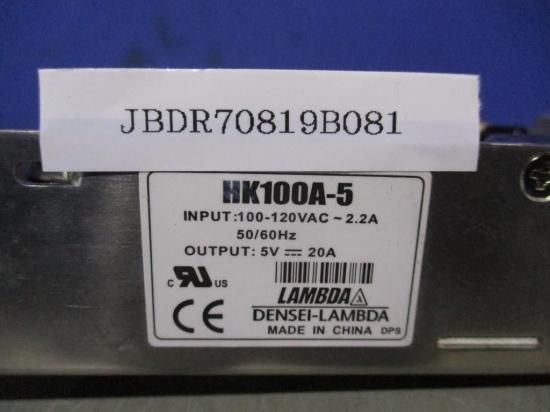 JBDR70819B081
HK100A-5
INPUT:100-120VAC ~ 2.2A
50/60Hz
OUTPUT: 5V ⎓ 20A
C RU US
LAMBDA
CE
DENSEI-LAMBDA
MADE IN CHINA DPS